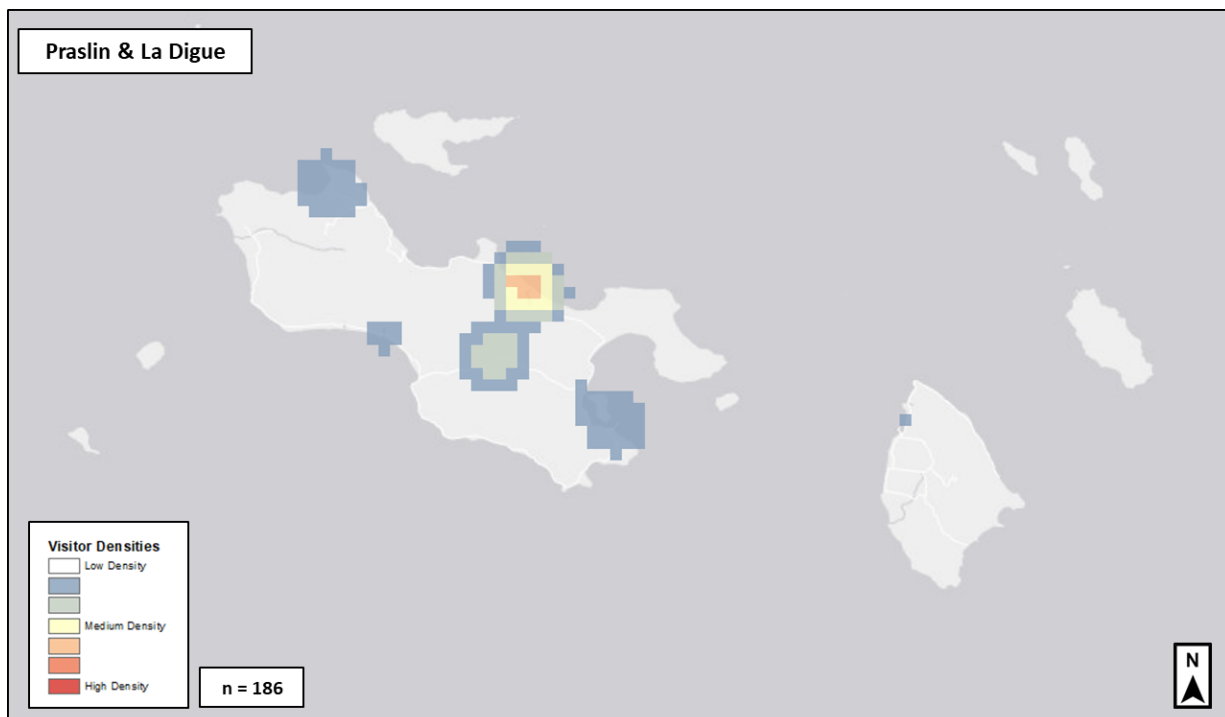 Praslin & La Digue
Visitor Densities
Low Density
Medium Density
High Density
n = 186
N